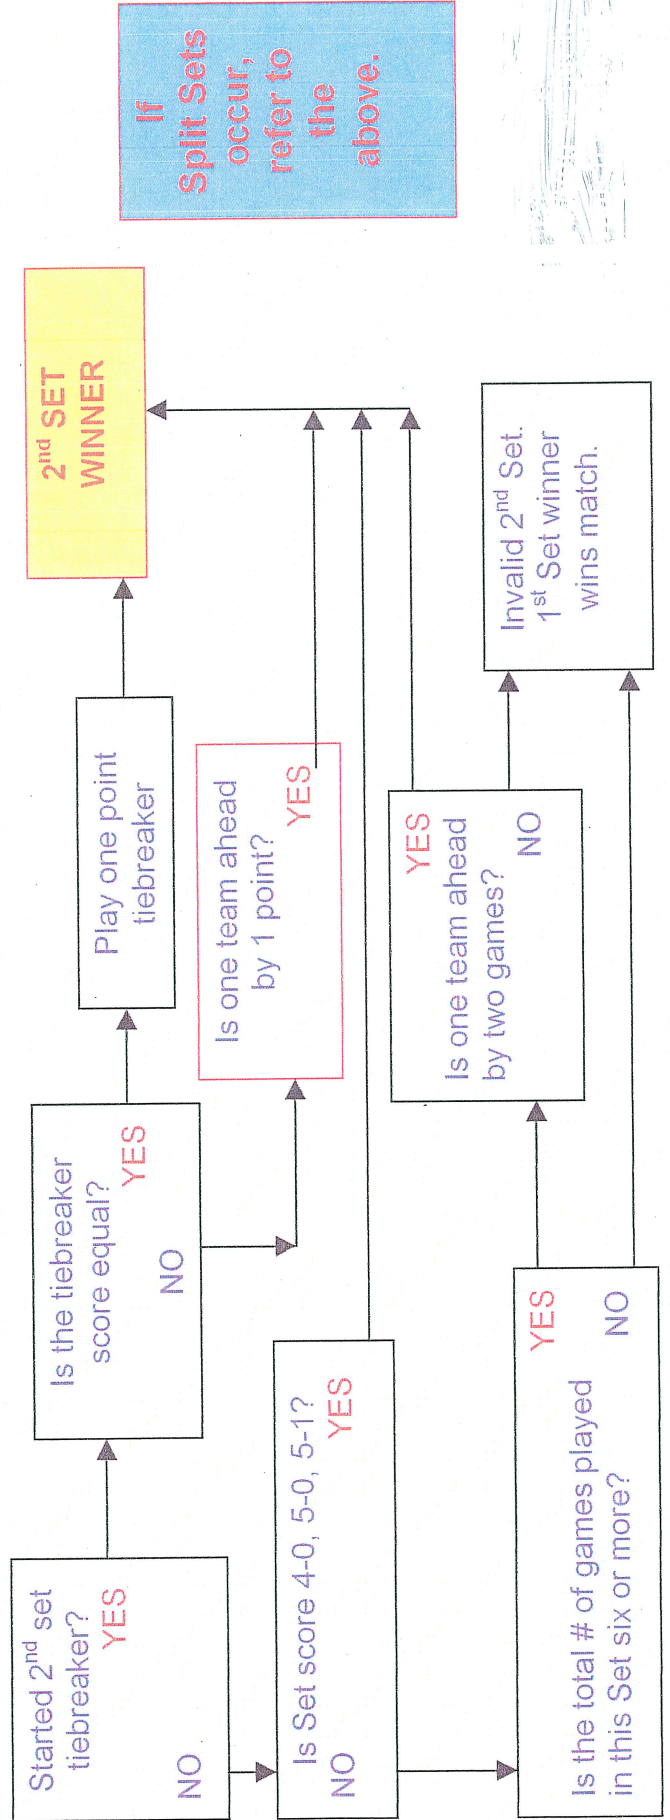 Started 2nd set
tiebreaker?
YES
NO
Is the tiebreaker
score equal?
YES
NO
Play one point
tiebreaker
2nd SET
WINNER
Is one team ahead
by 1 point?
YES
Is Set score 4-0, 5-0, 5-1?
YES
NO
Is one team ahead
by two games?
YES
NO
Is the total # of games played
in this Set six or more?
YES
NO
Invalid 2nd Set.
1st Set winner
wins match.
If
Split Sets
occur,
refer to
the
above.